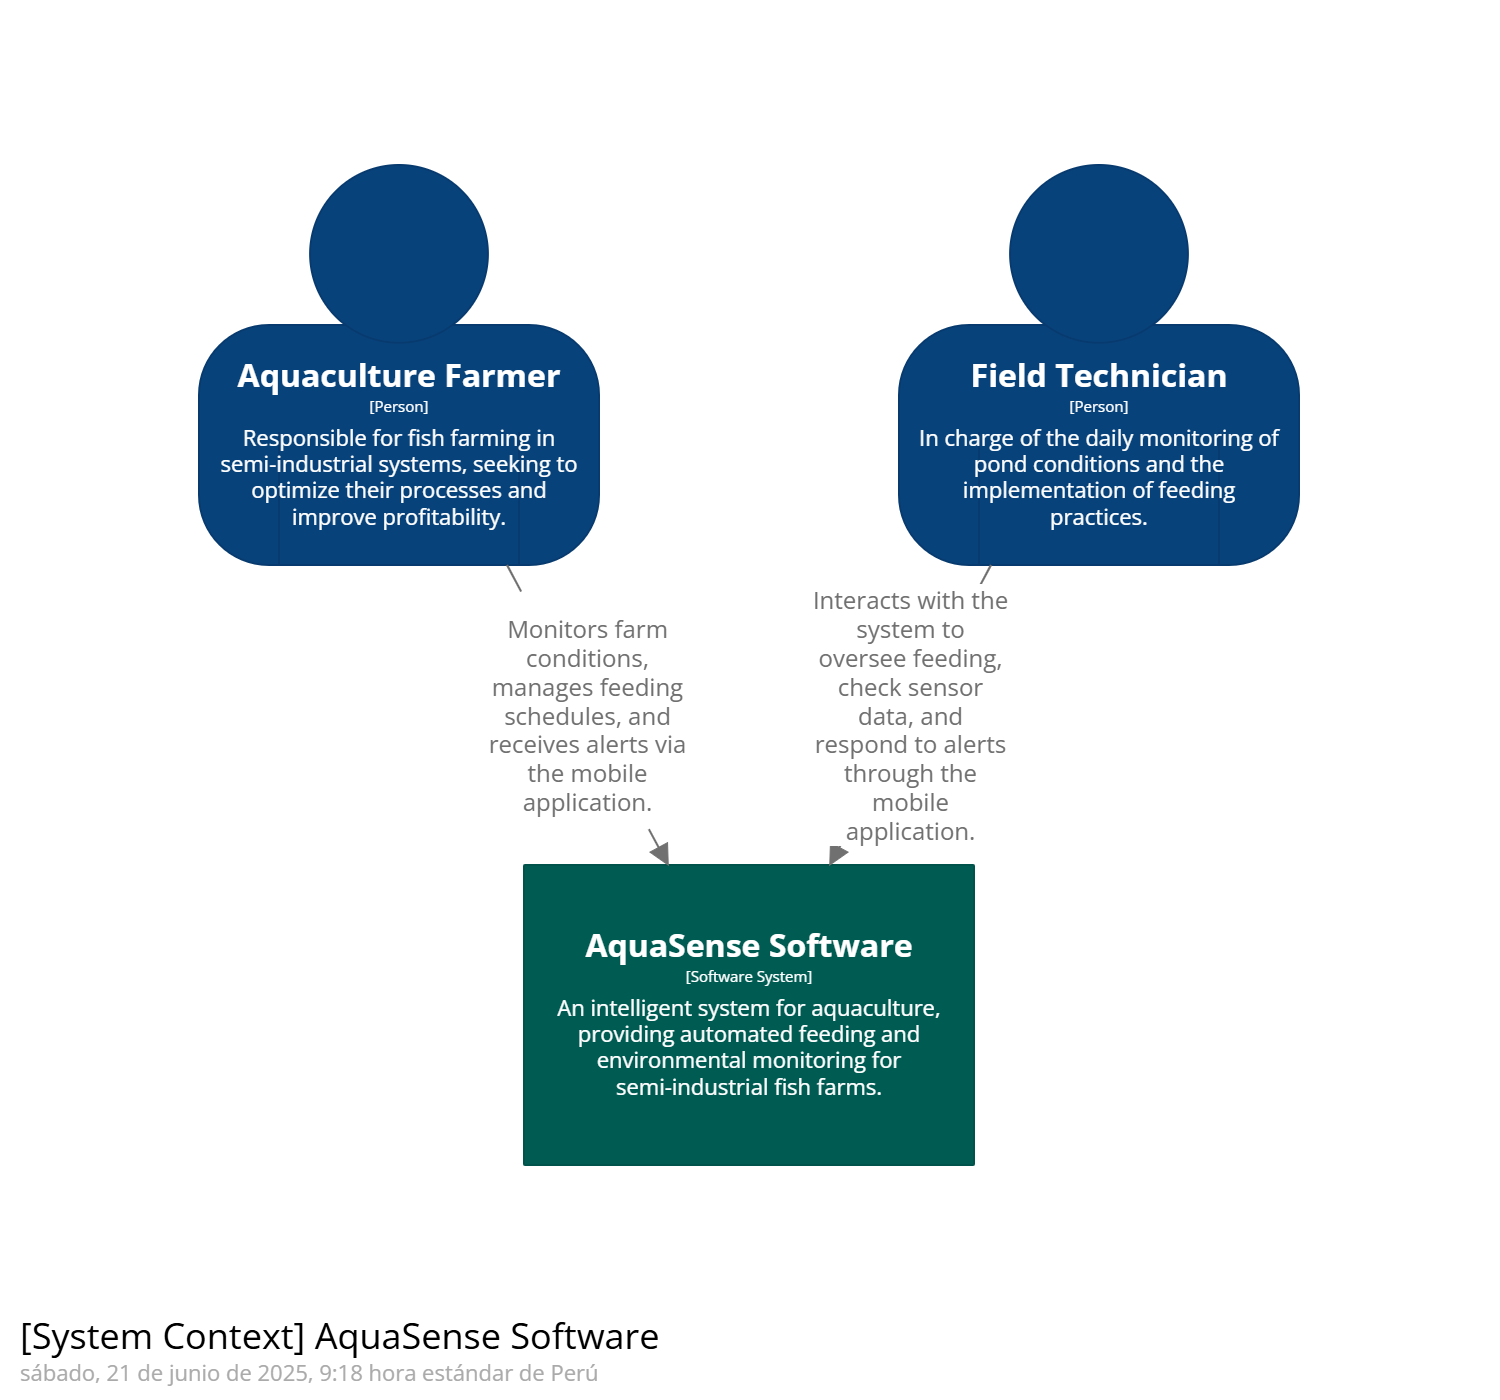 Aquaculture Farmer
[Person]
Responsible for fish farming in
semi-industrial systems, seeking to
optimize their processes and
improve profitability.
Field Technician
[Person]
In charge of the daily monitoring of
pond conditions and the
implementation of feeding
practices.
Monitors farm
conditions,
manages feeding
schedules, and
receives alerts via
the mobile
application.
Interacts with the
system to
oversee feeding,
check sensor
data, and
respond to alerts
through the
mobile
application.
AquaSense Software
[Software System]
An intelligent system for aquaculture,
providing automated feeding and
environmental monitoring for
semi-industrial fish farms.
[System Context] AquaSense Software
sábado, 21 de junio de 2025, 9:18 hora estándar de Perú